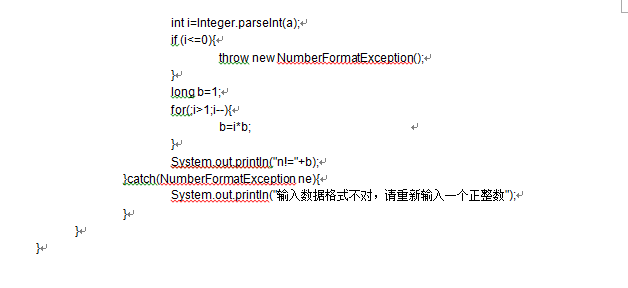 int i=Integer.parseInt(a);
if (i<=0){
throw new NumberFormatException();
}
long b=1;
for(;i>1;i--){
b=i*b;
}
System.out.println("n!="+b);
}catch(NumberFormatException ne){
System.out.println("输入数据格式不对，请重新输入一个正整数");
}
}
}